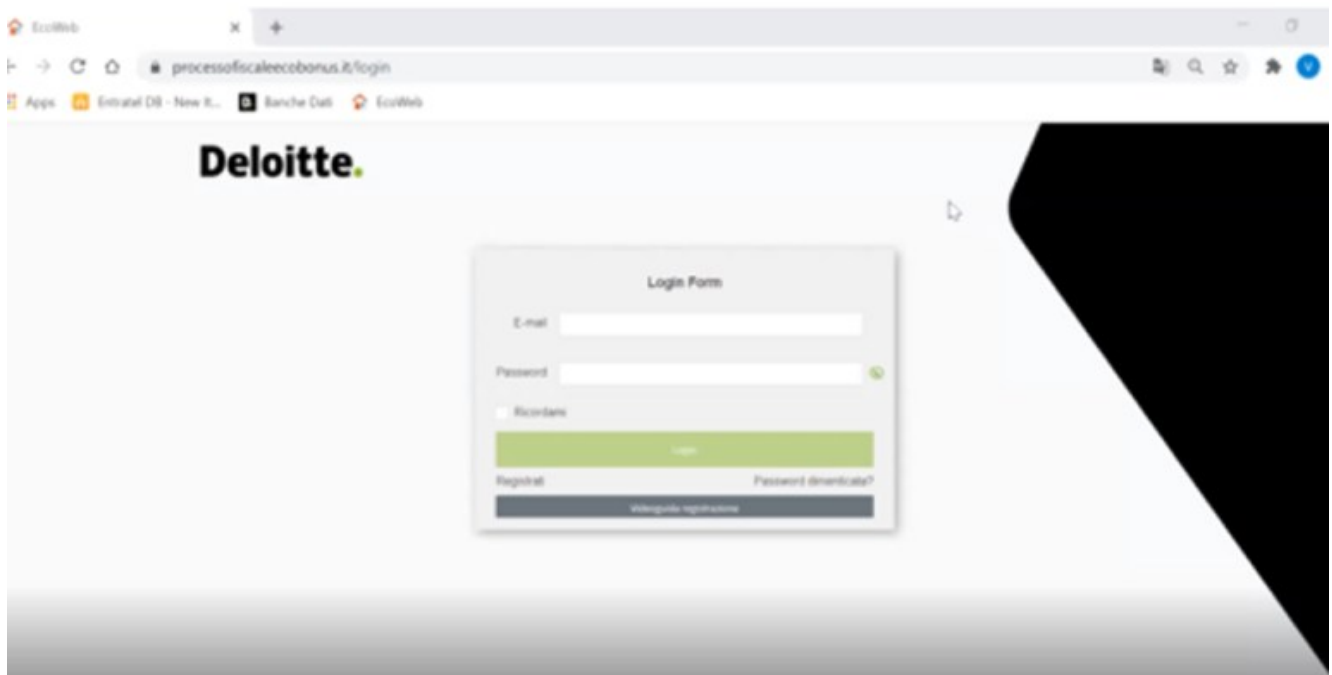 EcoWeb
processofiscaleecobonus.it/login
Apps Entratel DB - New It... Banche Dati EcoWeb
V
Deloitte.
Login Form
E-mail
Password
Ricordami
Login
Registrati Password dimenticata?
Videoguida registrazione